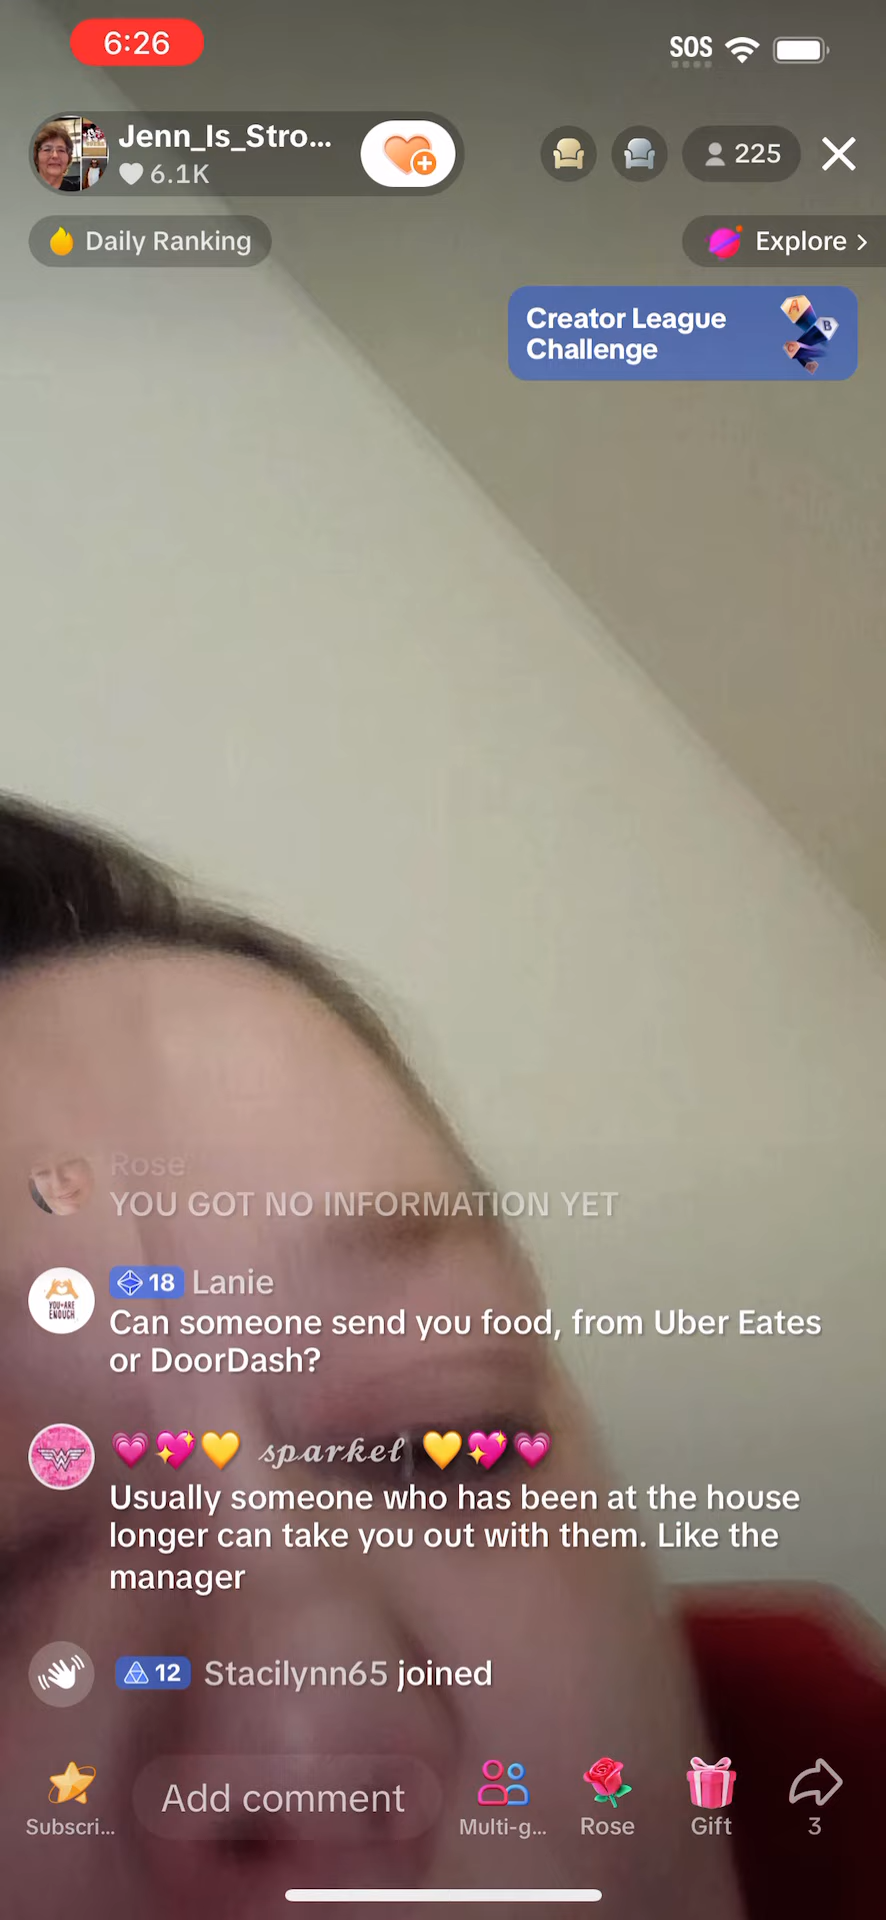 6:26
SOS
Jenn_Is_Stro...
6.1K
225
Daily Ranking
Explore >
Creator League
Challenge
A
B
C
Rose
YOU GOT NO INFORMATION YET
YOU ARE
ENOUGH
18 Lanie
Can someone send you food, from Uber Eates
or DoorDash?
💗💖💛 𝓼𝓹𝓪𝓻𝓴𝓮𝓵 💛💖💗
Usually someone who has been at the house
longer can take you out with them. Like the
manager
12 Stacilynn65 joined
Add comment
Subscri...
Multi-g...
Rose
Gift
3